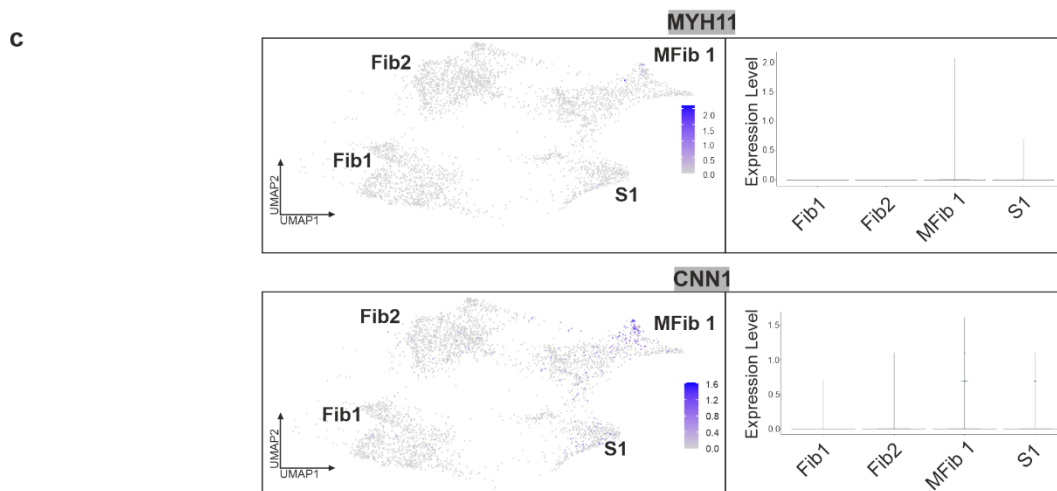 c
MYH11
Fib2
MFib 1
Fib1
S1
2.0
1.5
1.0
0.5
0.0
UMAP2
UMAP1
Expression Level
2.0
1.5
1.0
0.5
0.0
Fib1
Fib2
MFib 1
S1
CNN1
Fib2
MFib 1
Fib1
S1
1.6
1.2
0.8
0.4
0.0
UMAP2
UMAP1
Expression Level
1.5
1.0
0.5
0.0
Fib1
Fib2
MFib 1
S1